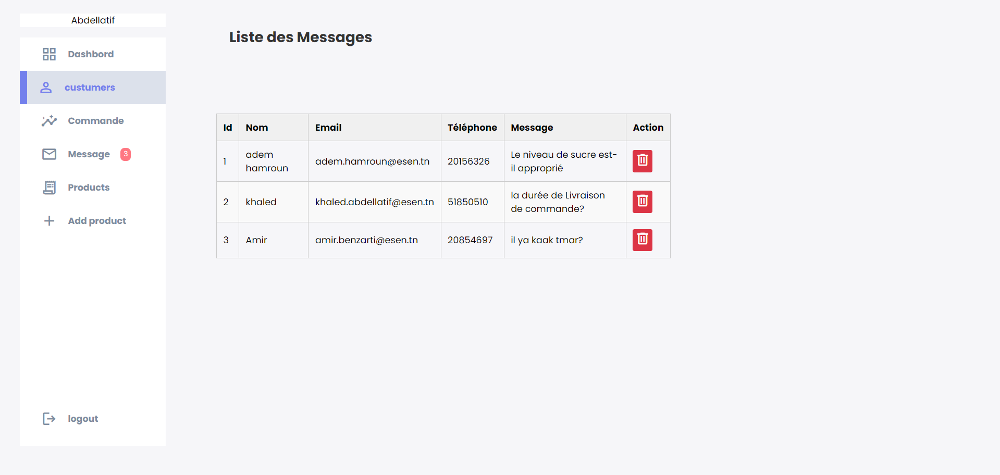 Abdellatif
Dashbord
custumers
Commande
Message 3
Products
Add product
logout
Liste des Messages
Id Nom Email Téléphone Message Action
1 adem hamroun adem.hamroun@esen.tn 20156326 Le niveau de sucre est-il approprié
2 khaled khaled.abdellatif@esen.tn 51850510 la durée de Livraison de commande?
3 Amir amir.benzarti@esen.tn 20854697 il ya kaak tmar?